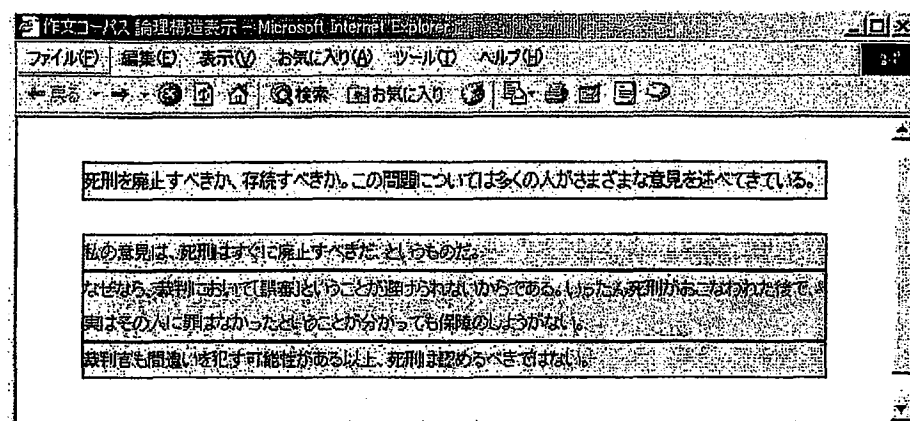 作文コーパス 論理構造表示 - Microsoft Internet Explorer
ファイル(F) 編集(E) 表示(V) お気に入り(A) ツール(T) ヘルプ(H)
戻る 検索 お気に入り
死刑を廃止すべきか、存続すべきか。この問題については多くの人がさまざまな意見を述べてきている。
私の意見は、死刑はすぐに廃止すべきだ、というものだ。
なぜなら、裁判において「誤審」ということが避けられないからである。いったん死刑がおこなわれた後で、
実はその人に罪はなかったということが分かっても保障のしようがない。
裁判官も間違いを犯す可能性がある以上、死刑は認めるべきではない。